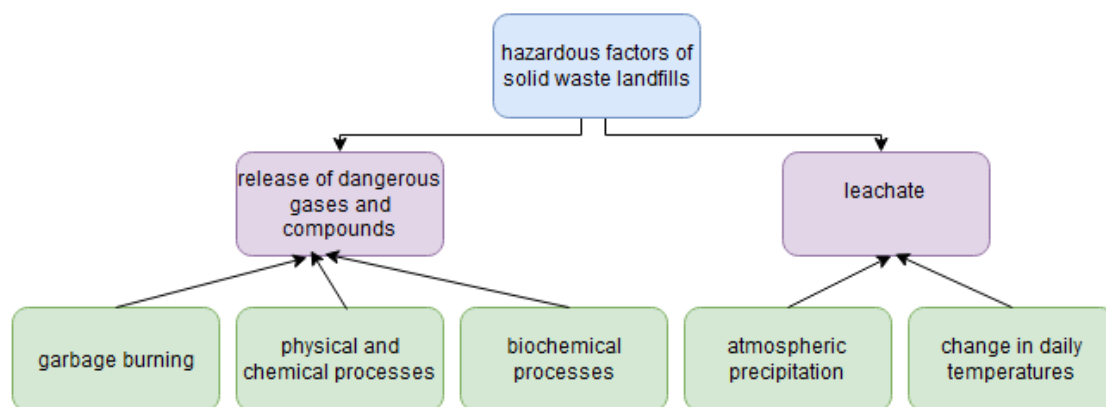 hazardous factors of
solid waste landfills
release of dangerous
gases and
compounds
leachate
garbage burning
physical and
chemical processes
biochemical
processes
atmospheric
precipitation
change in daily
temperatures